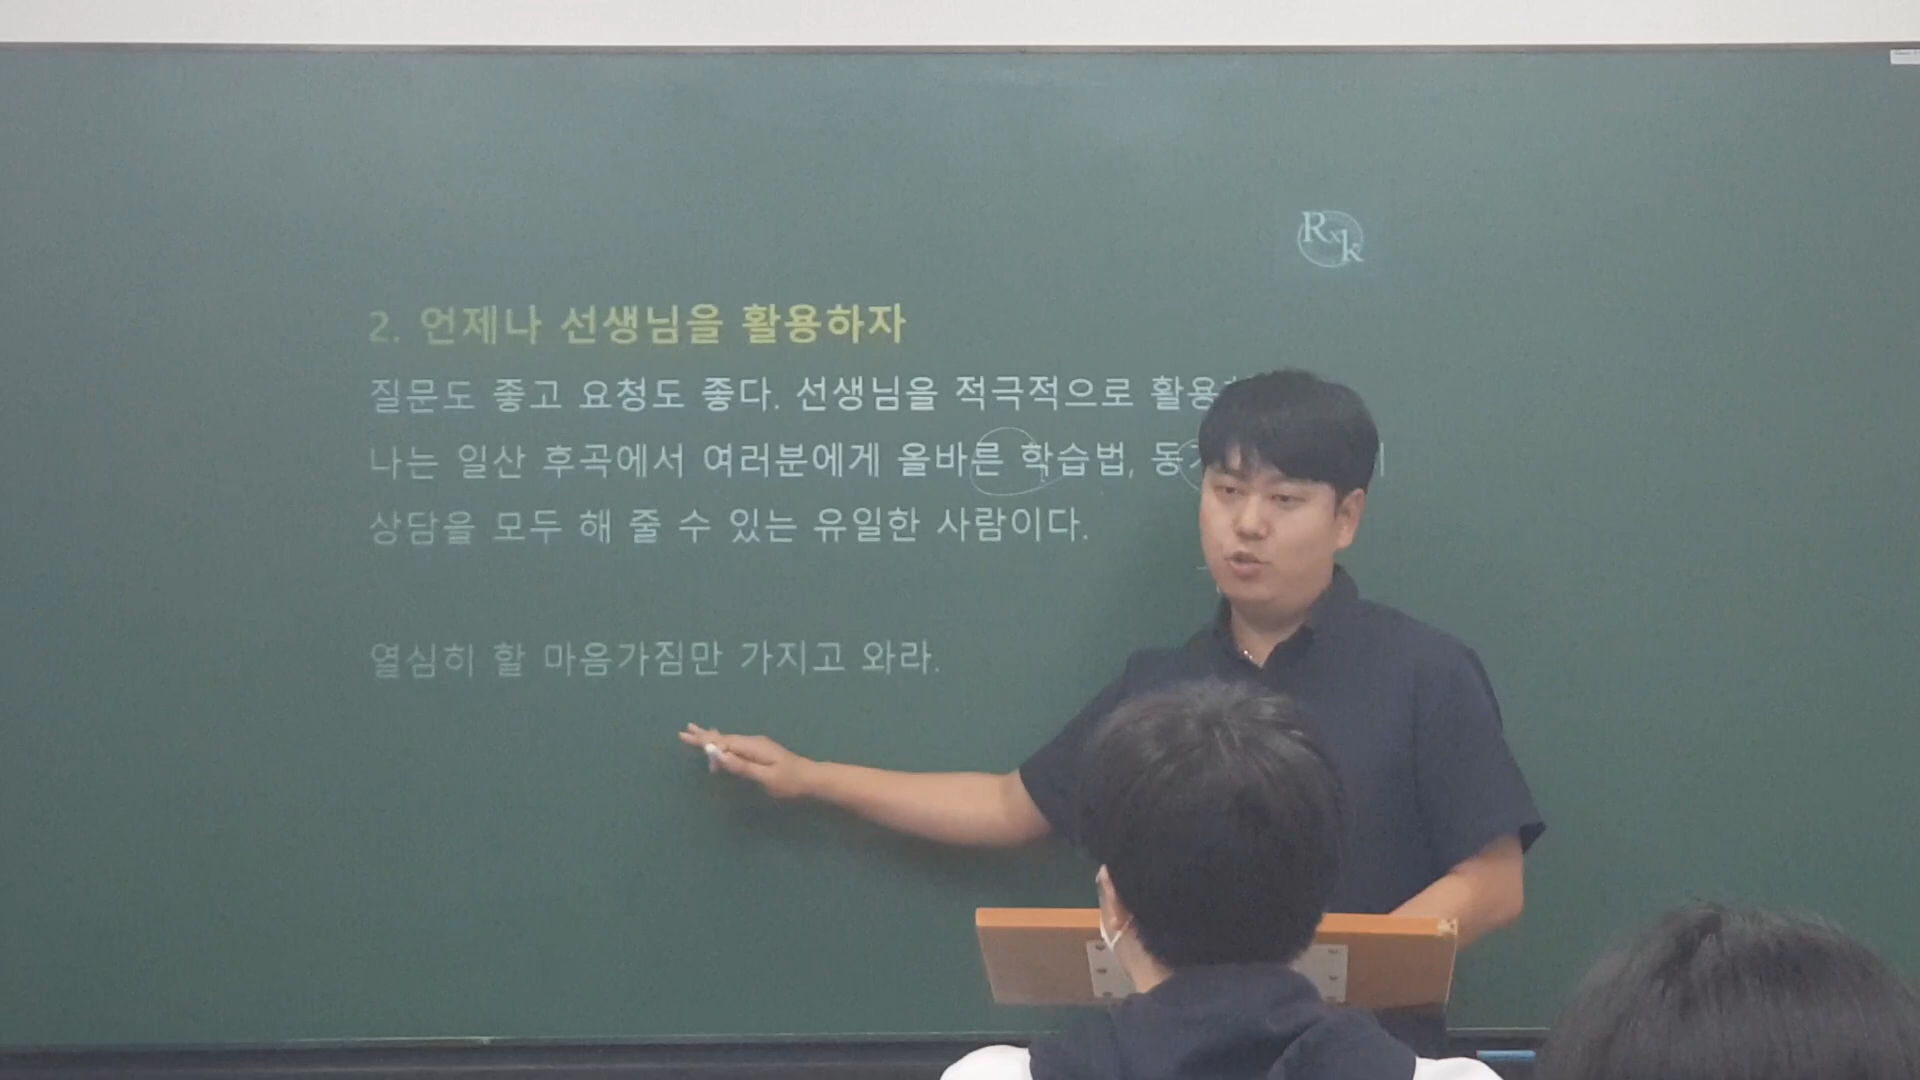 R x k
2. 언제나 선생님을 활용하자
질문도 좋고 요청도 좋다. 선생님을 적극적으로
나는 일산 후곡에서 여러분에게 올바른 학습법,
상담을 모두 해 줄 수 있는 유일한 사람이다.
열심히 할 마음가짐만 가지고 와라.